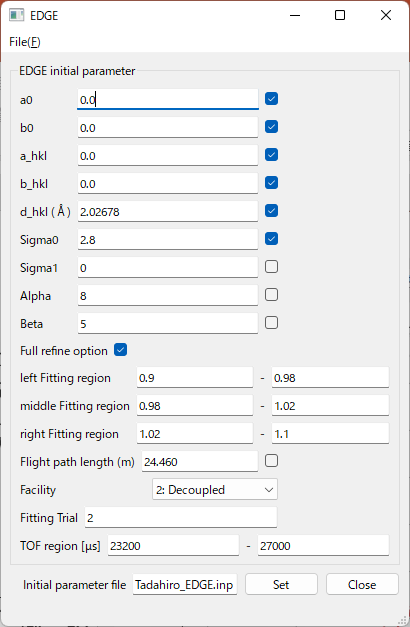 EDGE
File(F)
EDGE initial parameter
a0 0.0
b0 0.0
a_hkl 0.0
b_hkl 0.0
d_hkl (Å) 2.02678
Sigma0 2.8
Sigma1 0
Alpha 8
Beta 5
Full refine option
left Fitting region 0.9 - 0.98
middle Fitting region 0.98 - 1.02
right Fitting region 1.02 - 1.1
Flight path length (m) 24.460
Facility 2: Decoupled
Fitting Trial 2
TOF region [µs] 23200 - 27000
Initial parameter file Tadahiro_EDGE.inp Set Close